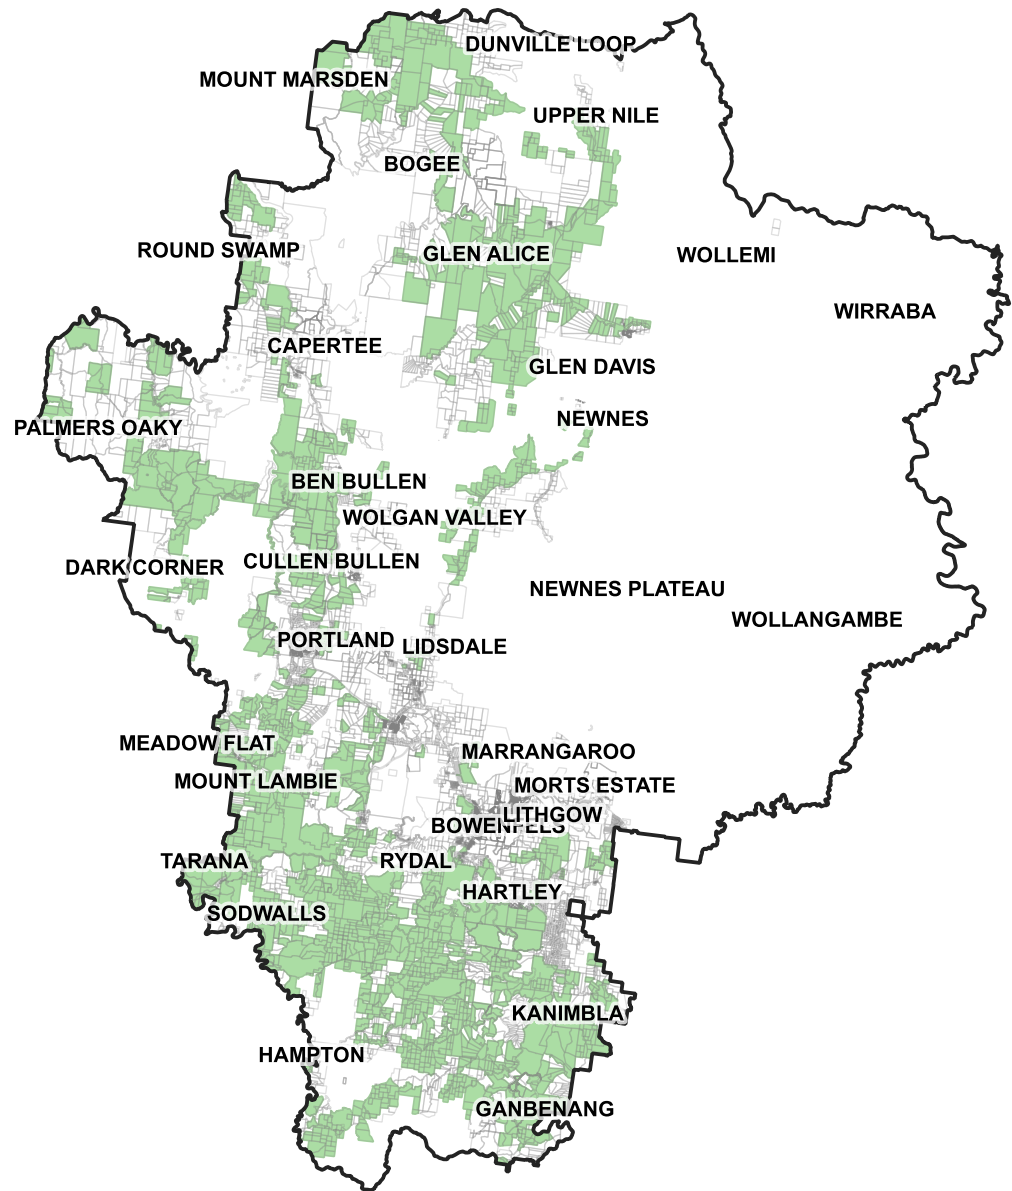 DUNVILLE LOOP
MOUNT MARSDEN
UPPER NILE
BOGEE
ROUND SWAMP
GLEN ALICE
WOLLEMI
WIRRABA
CAPERTEE
GLEN DAVIS
NEWNES
PALMERS OAKY
BEN BULLEN
WOLGAN VALLEY
CULLEN BULLEN
DARK CORNER
NEWNES PLATEAU
WOLLANGAMBE
PORTLAND
LIDSDALE
MEADOW FLAT
MARRANGAROO
MOUNT LAMBIE
MORTS ESTATE
LITHGOW
BOWENFELS
TARANA
RYDAL
HARTLEY
SODWALLS
KANIMBLA
HAMPTON
GANBENANG